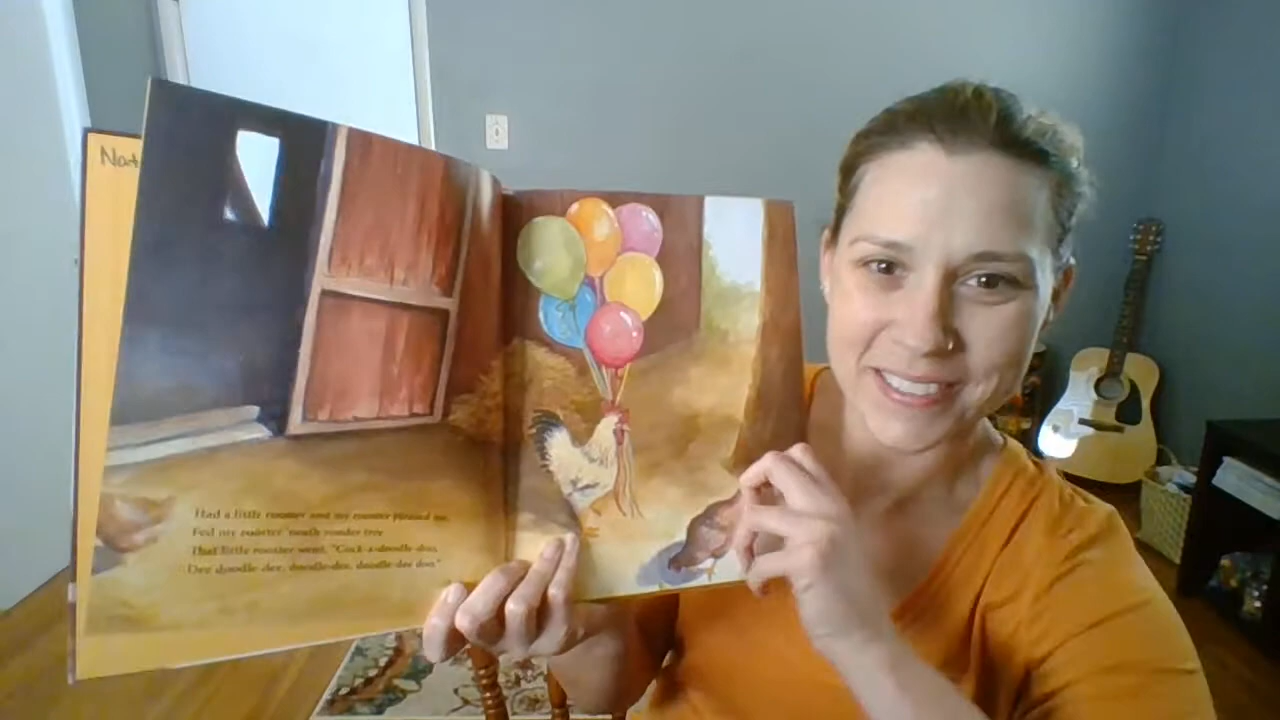 Not
Had a little rooster and my rooster pleased me.
Fed my rooster 'neath yonder tree
That little rooster went, "Cock-a-doodle-doo,
Dee doodle-dee, doodle-dee, doodle-dee doo."